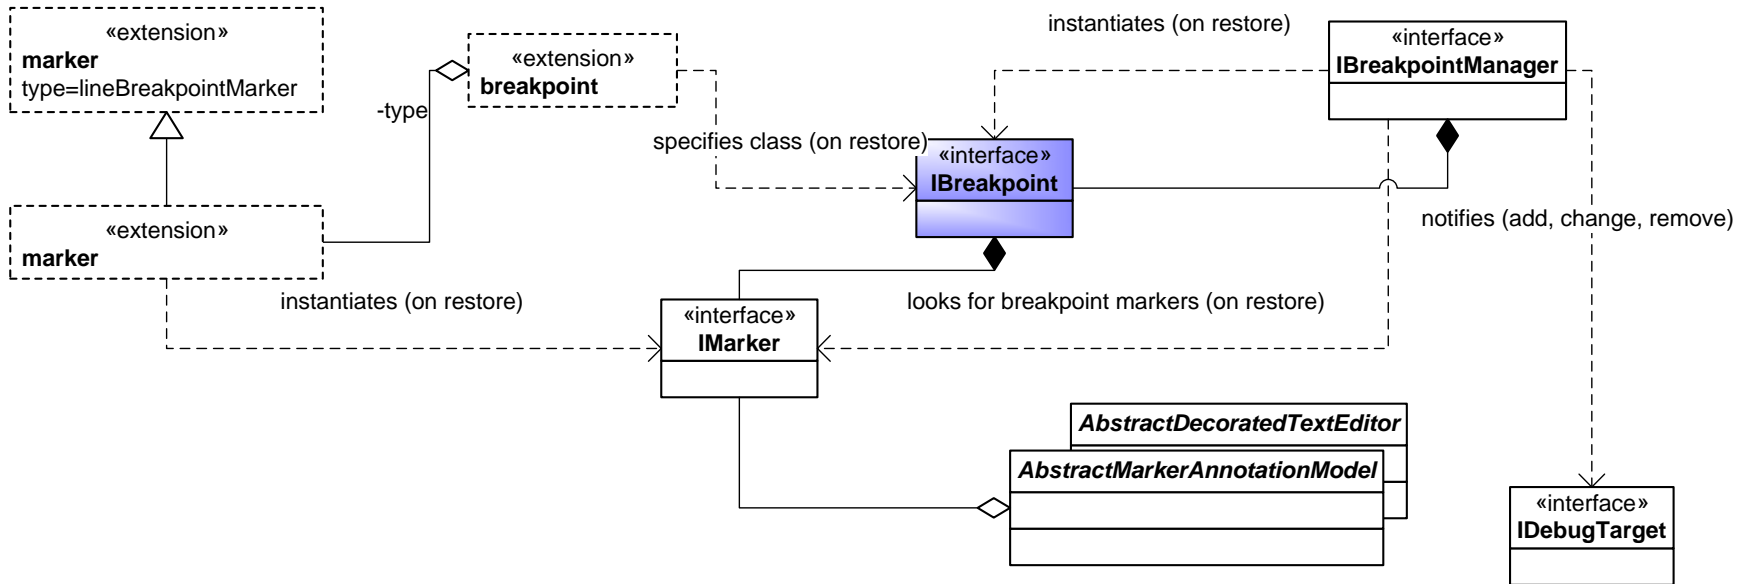 «extension»
marker
type=lineBreakpointMarker
«extension»
breakpoint
-type
instantiates (on restore)
«interface»
IBreakpointManager
specifies class (on restore)
«interface»
IBreakpoint
notifies (add, change, remove)
«extension»
marker
instantiates (on restore)
looks for breakpoint markers (on restore)
«interface»
IMarker
AbstractDecoratedTextEditor
AbstractMarkerAnnotationModel
«interface»
IDebugTarget